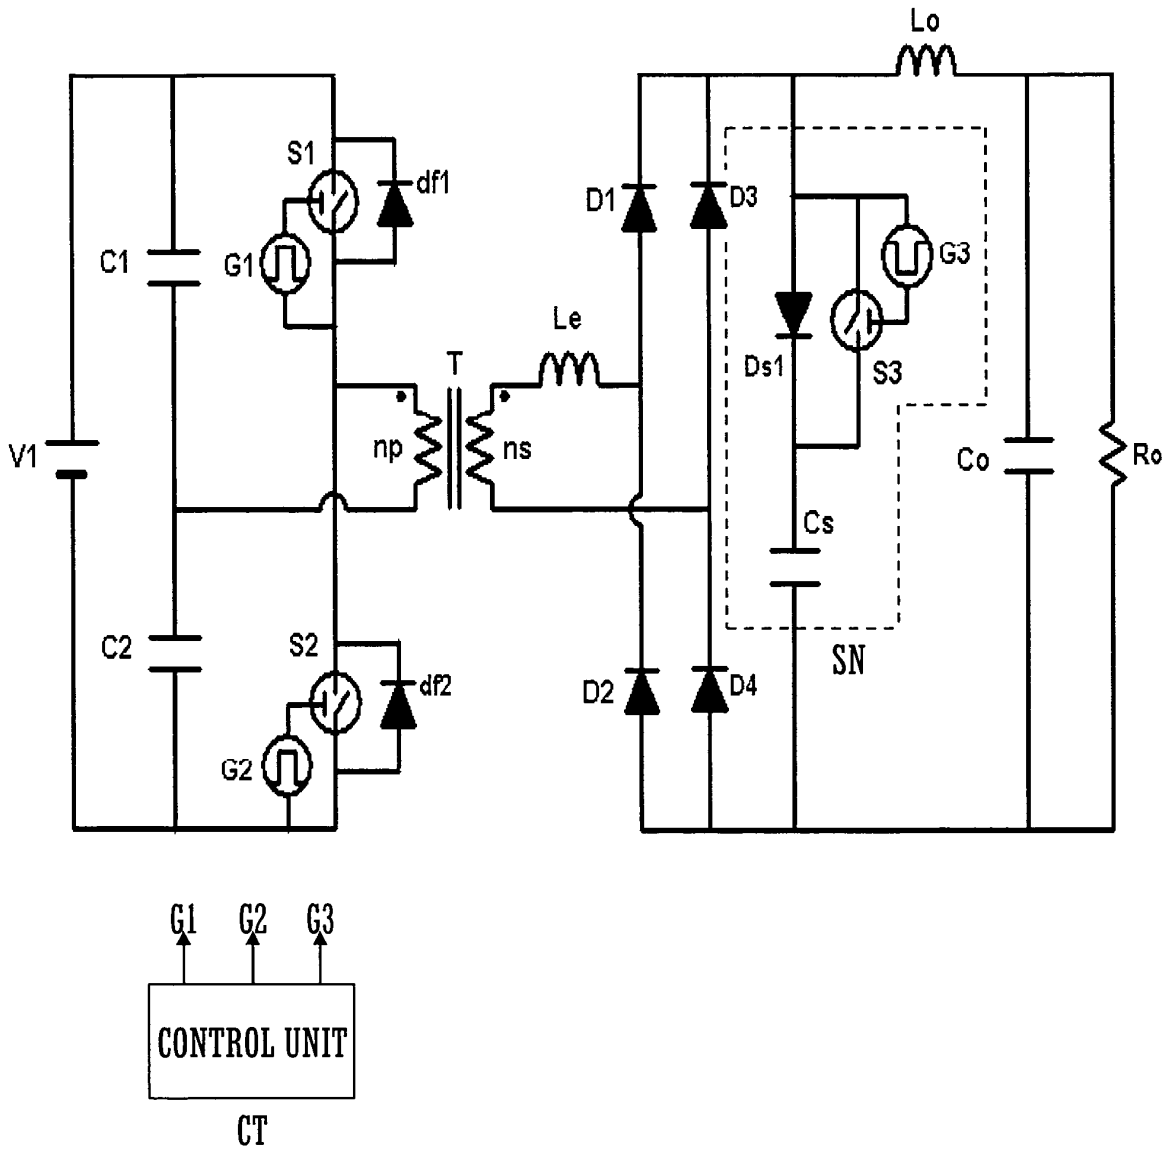 Lo
S1
df1
D1
D3
C1
G1
G3
Le
Ds1
S3
T
V1
np
ns
Co
Ro
Cs
C2
S2
SN
df2
D2
D4
G2
G1 G2 G3
CONTROL UNIT
CT